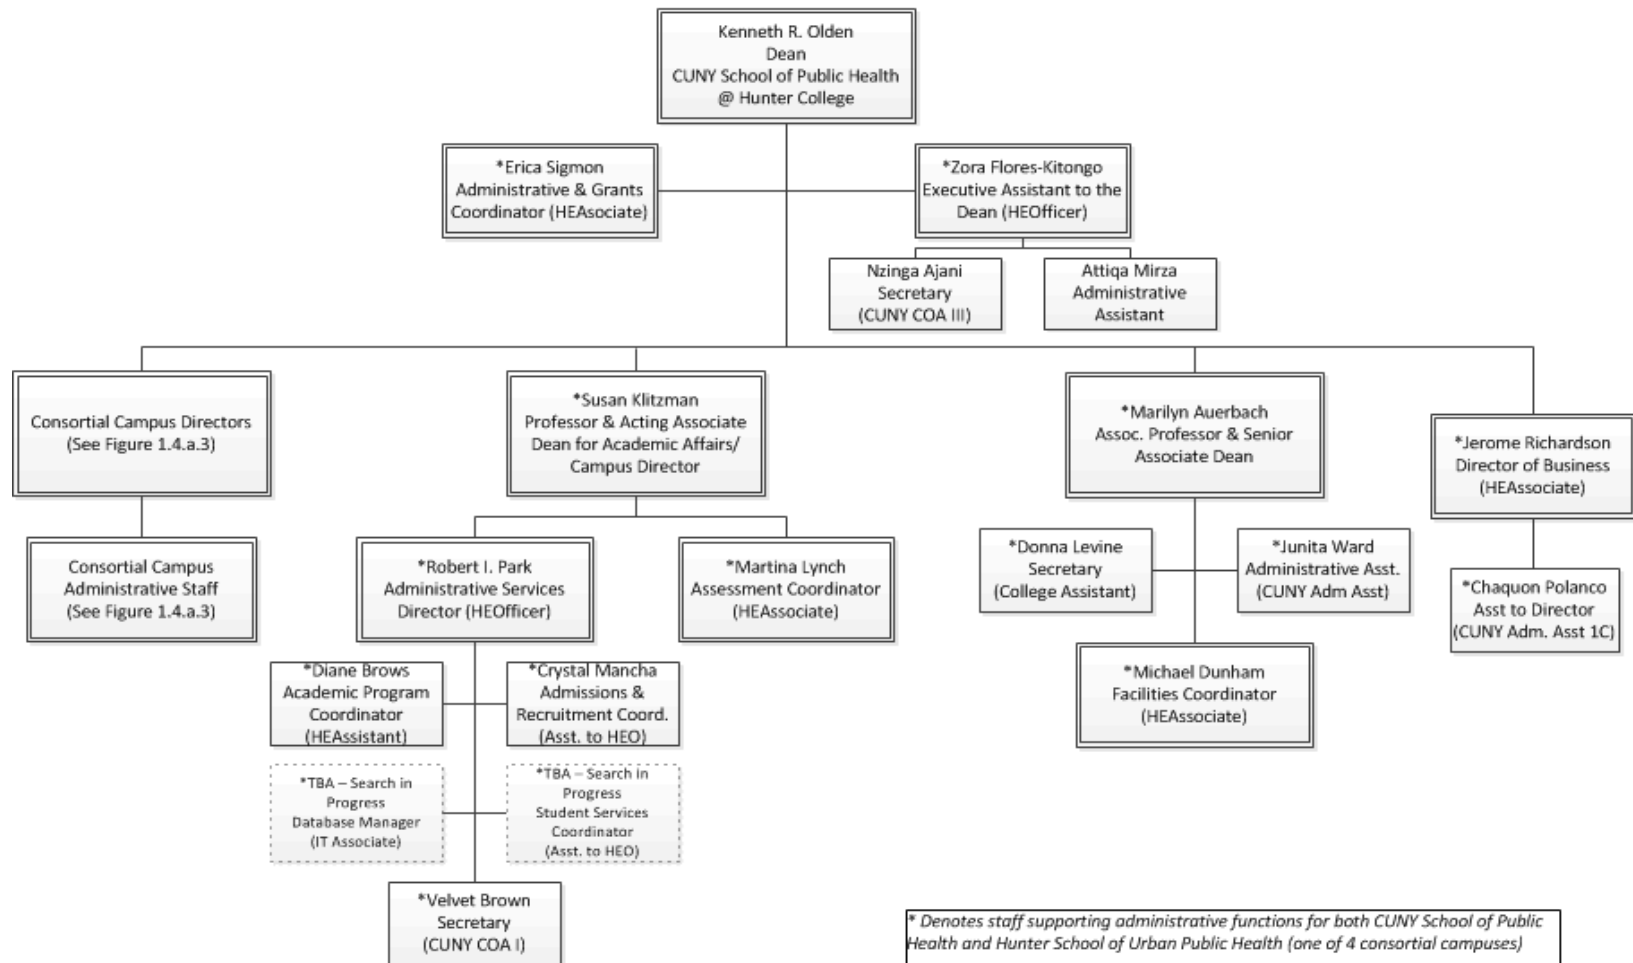 Kenneth R. Olden
Dean
CUNY School of Public Health
@ Hunter College
*Erica Sigmon
Administrative & Grants
Coordinator (HEAsociate)
*Zora Flores-Kitongo
Executive Assistant to the
Dean (HEOfficer)
Nzinga Ajani
Secretary
(CUNY COA III)
Attiqa Mirza
Administrative
Assistant
Consortial Campus Directors
(See Figure 1.4.a.3)
*Susan Klitzman
Professor & Acting Associate
Dean for Academic Affairs/
Campus Director
*Marilyn Auerbach
Assoc. Professor & Senior
Associate Dean
*Jerome Richardson
Director of Business
(HEAssociate)
Consortial Campus
Administrative Staff
(See Figure 1.4.a.3)
*Robert I. Park
Administrative Services
Director (HEOfficer)
*Martina Lynch
Assessment Coordinator
(HEAssociate)
*Donna Levine
Secretary
(College Assistant)
*Junita Ward
Administrative Asst.
(CUNY Adm Asst)
*Chaquon Polanco
Asst to Director
(CUNY Adm. Asst 1C)
*Diane Brows
Academic Program
Coordinator
(HEAssistant)
*Crystal Mancha
Admissions &
Recruitment Coord.
(Asst. to HEO)
*Michael Dunham
Facilities Coordinator
(HEAssociate)
*TBA – Search in
Progress
Database Manager
(IT Associate)
*TBA – Search in
Progress
Student Services
Coordinator
(Asst. to HEO)
*Velvet Brown
Secretary
(CUNY COA I)
* Denotes staff supporting administrative functions for both CUNY School of Public
Health and Hunter School of Urban Public Health (one of 4 consortial campuses)